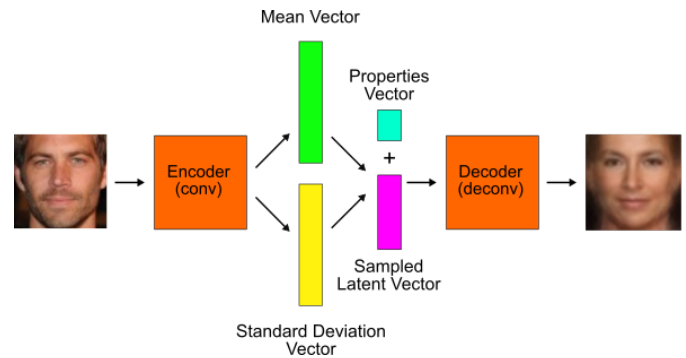 Mean Vector
Properties
Vector
+
Encoder
(conv)
Decoder
(deconv)
Sampled
Latent Vector
Standard Deviation
Vector